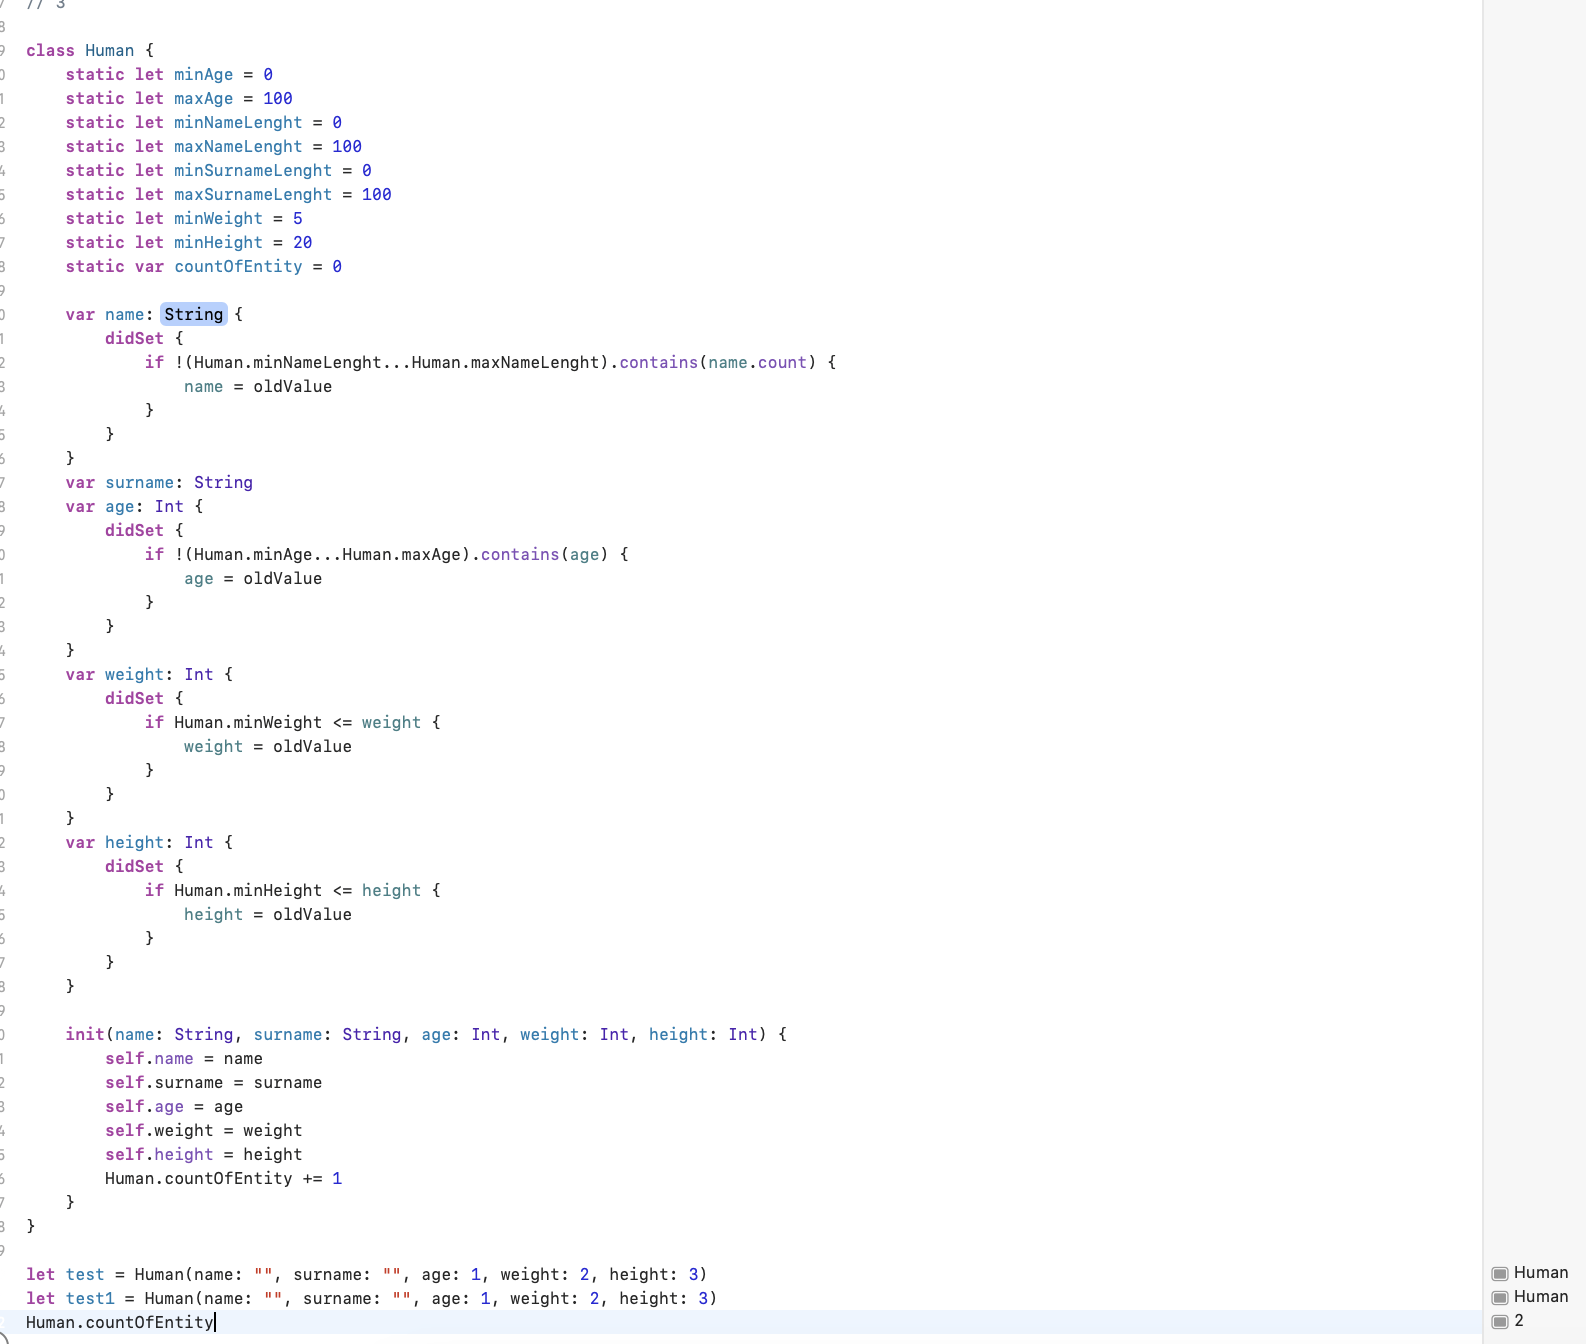 // 3
class Human {
    static let minAge = 0
    static let maxAge = 100
    static let minNameLenght = 0
    static let maxNameLenght = 100
    static let minSurnameLenght = 0
    static let maxSurnameLenght = 100
    static let minWeight = 5
    static let minHeight = 20
    static var countOfEntity = 0
    var name: String {
        didSet {
            if !(Human.minNameLenght...Human.maxNameLenght).contains(name.count) {
                name = oldValue
            }
        }
    }
    var surname: String
    var age: Int {
        didSet {
            if !(Human.minAge...Human.maxAge).contains(age) {
                age = oldValue
            }
        }
    }
    var weight: Int {
        didSet {
            if Human.minWeight <= weight {
                weight = oldValue
            }
        }
    }
    var height: Int {
        didSet {
            if Human.minHeight <= height {
                height = oldValue
            }
        }
    }
    init(name: String, surname: String, age: Int, weight: Int, height: Int) {
        self.name = name
        self.surname = surname
        self.age = age
        self.weight = weight
        self.height = height
        Human.countOfEntity += 1
    }
}
let test = Human(name: "", surname: "", age: 1, weight: 2, height: 3)
Human
let test1 = Human(name: "", surname: "", age: 1, weight: 2, height: 3)
Human
Human.countOfEntity
2